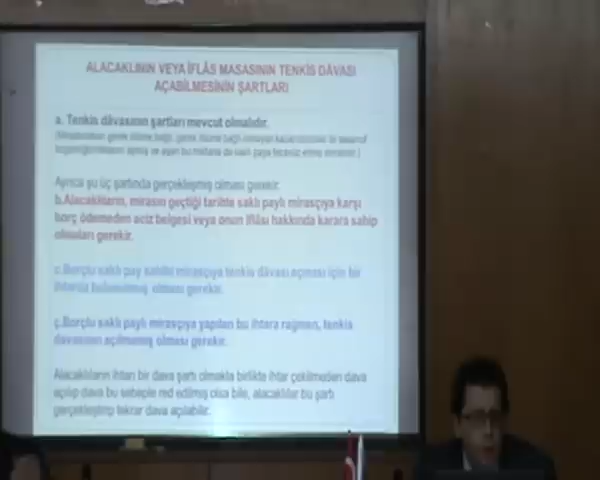 ALACAKLININ VEYA İFLÂS MASASININ TENKİS DÂVASI
AÇABİLMESİNİN ŞARTLARI
a. Tenkis dâvasının şartları mevcut olmalıdır.
Ayrıca şu üç şartında gerçekleşmiş olması gerekir.
b.Alacaklıların, mirasın geçtiği tarihte saklı paylı mirasçıya karşı
borç ödemeden aciz belgesi veya onun iflâsı hakkında karara sahip
olmaları gerekir.
c.Borçlu saklı pay sahibi mirasçıya tenkis dâvası açması için bir
ihtarda bulunulmuş olması gerekir.
ç.Borçlu saklı paylı mirasçıya yapılan bu ihtara rağmen, tenkis
davasının açılmamış olması gerekir.
Alacaklıların ihtarı bir dava şartı olmakla birlikte ihtar çekilmeden dava
açılıp dava bu sebeple red edilmiş olsa bile, alacaklılar bu şartı
gerçekleştirip tekrar dava açabilir.